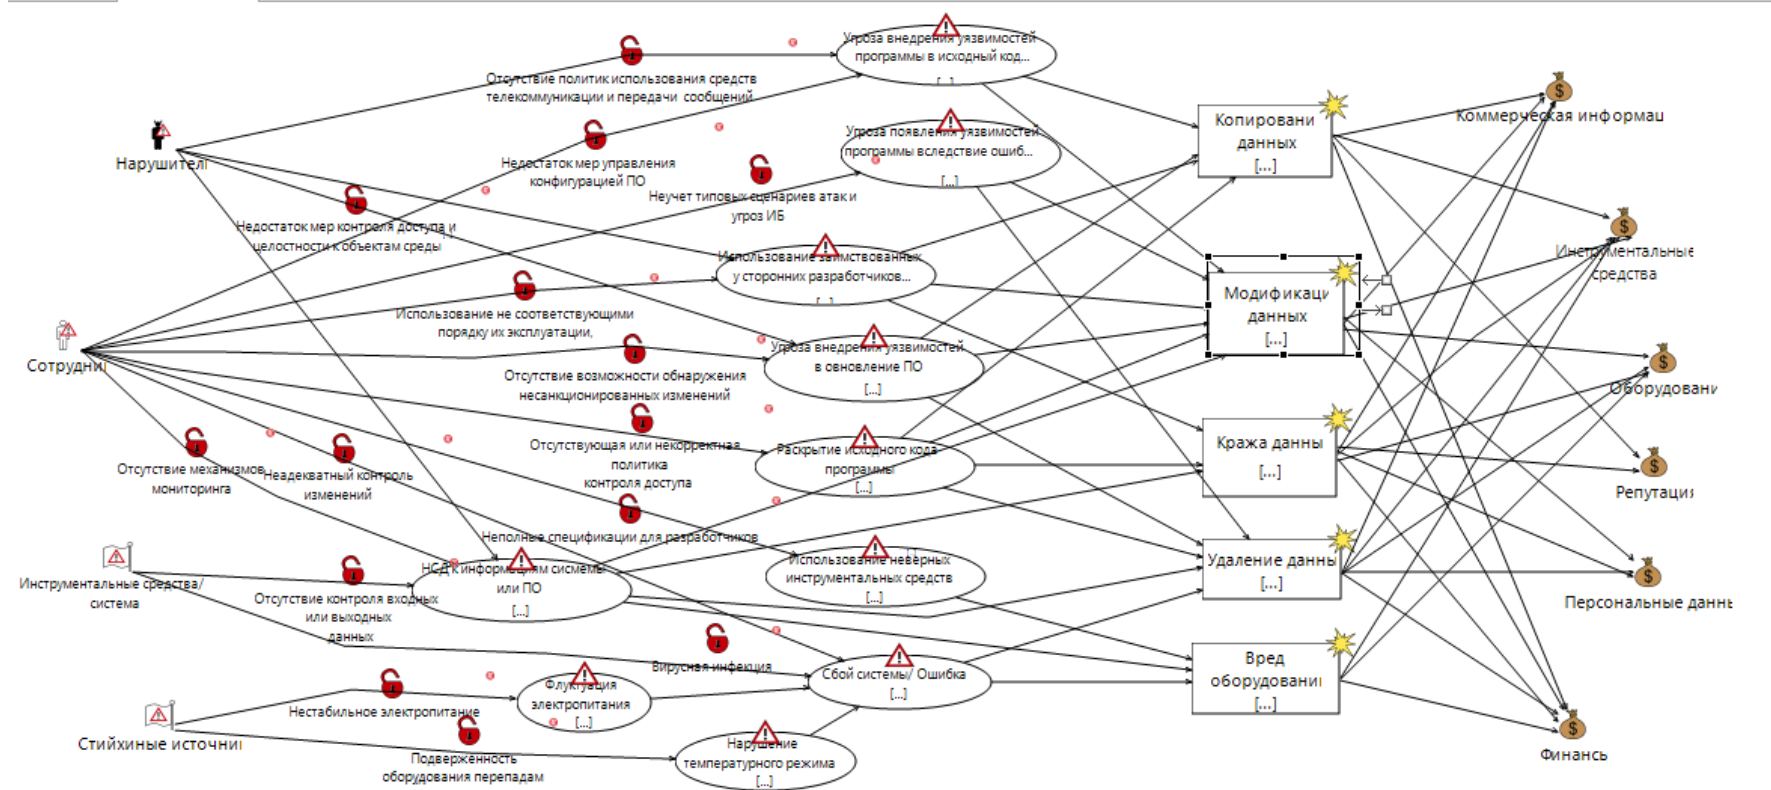 Угроза внедрения уязвимостей
программы в исходный код...
[...]
Отсутствие политик использования средств
телекоммуникации и передачи сообщений
Коммерческая информац
Копировани
данных
[...]
Угроза появления уязвимостей
программы вследствие ошиб...
[...]
Нарушител
Недостаток мер управления
конфигурацией ПО
Неучет типовых сценариев атак и
угроз ИБ
Недостаток мер контроля доступа и
целостности к объектам среды
Использование заимствованных
у сторонних разработчиков...
[...]
Инструментальные
средства
Модификаци
данных
[...]
Использование не соответствующими
порядку их эксплуатации,
Угроза внедрения уязвимостей
в обновление ПО
[...]
Сотрудни
Отсутствие возможности обнаружения
несанкционированных изменений
Оборудовани
Отсутствующая или некорректная
политика
контроля доступа
Раскрытие исходного кода
программы
[...]
Кража данны
[...]
Отсутствие механизмов
мониторинга
Неадекватный контроль
изменений
Репутация
Неполные спецификации для разработчиков
Использование неверных
инструментальных средств
[...]
Удаление данны
[...]
НСД к информациям сисмемы
или ПО
[...]
Инструментальные средства/
система
Отсутствие контроля входных
или выходных
данных
Персональные данны
Вирусная инфекция
Сбой системы/ Ошибка
[...]
Вред
оборудовани
[...]
Флуктуация
электропитания
[...]
Нестабильное электропитание
Стийхиные источни
Нарушение
температурного режима
[...]
Подверженность
оборудования перепадам
Финансь